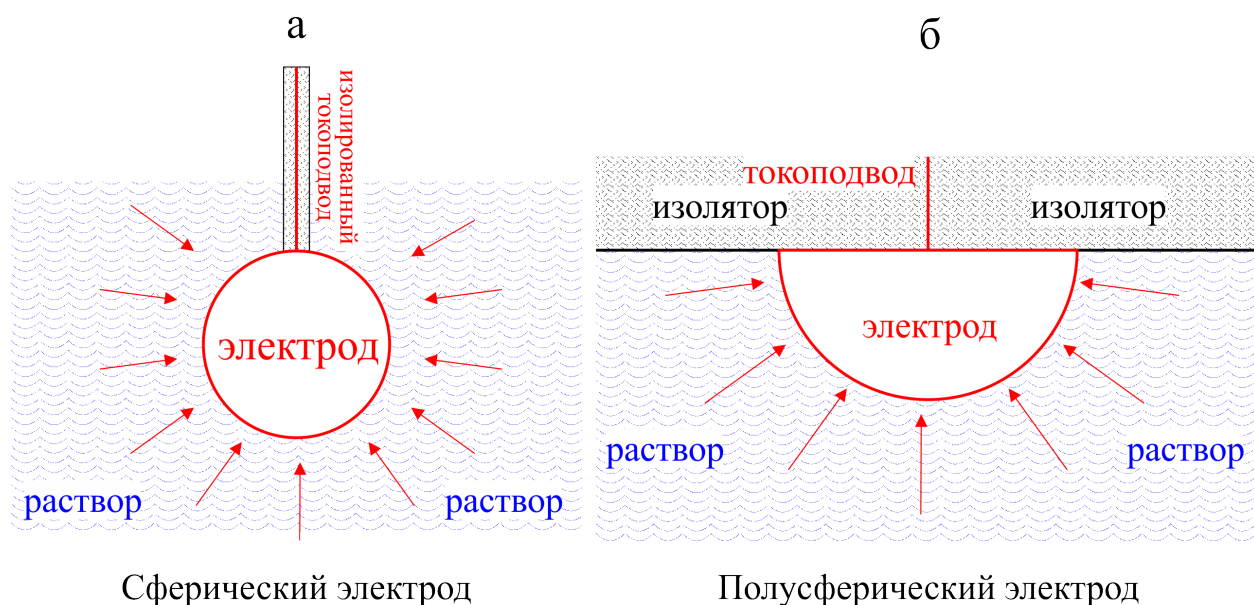 а
б
изолированный
токоподвод
электрод
раствор
раствор
Сферический электрод
токоподвод
изолятор
изолятор
электрод
раствор
раствор
Полусферический электрод